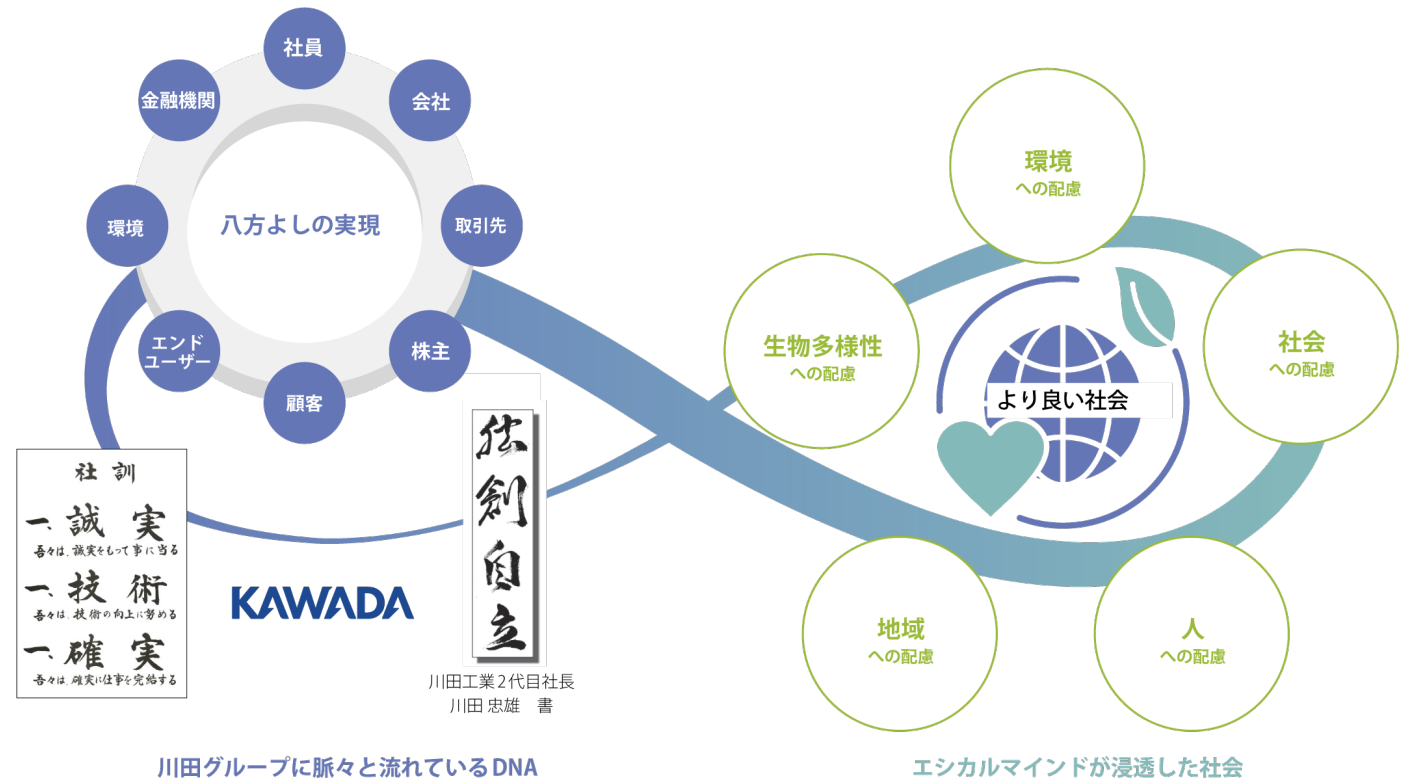 社員
金融機関
会社
環境
八方よしの実現
取引先
エンド
ユーザー
株主
顧客
社訓
一、誠実
吾々は、誠実をもって事に当る
一、技術
吾々は、技術の向上に努める
一、確実
吾々は、確実に仕事を完結する
KAWADA
独創自立
川田工業2代目社長
川田 忠雄 書
川田グループに脈々と流れているDNA
環境
への配慮
生物多様性
への配慮
社会
への配慮
より良い社会
地域
への配慮
人
への配慮
エシカルマインドが浸透した社会